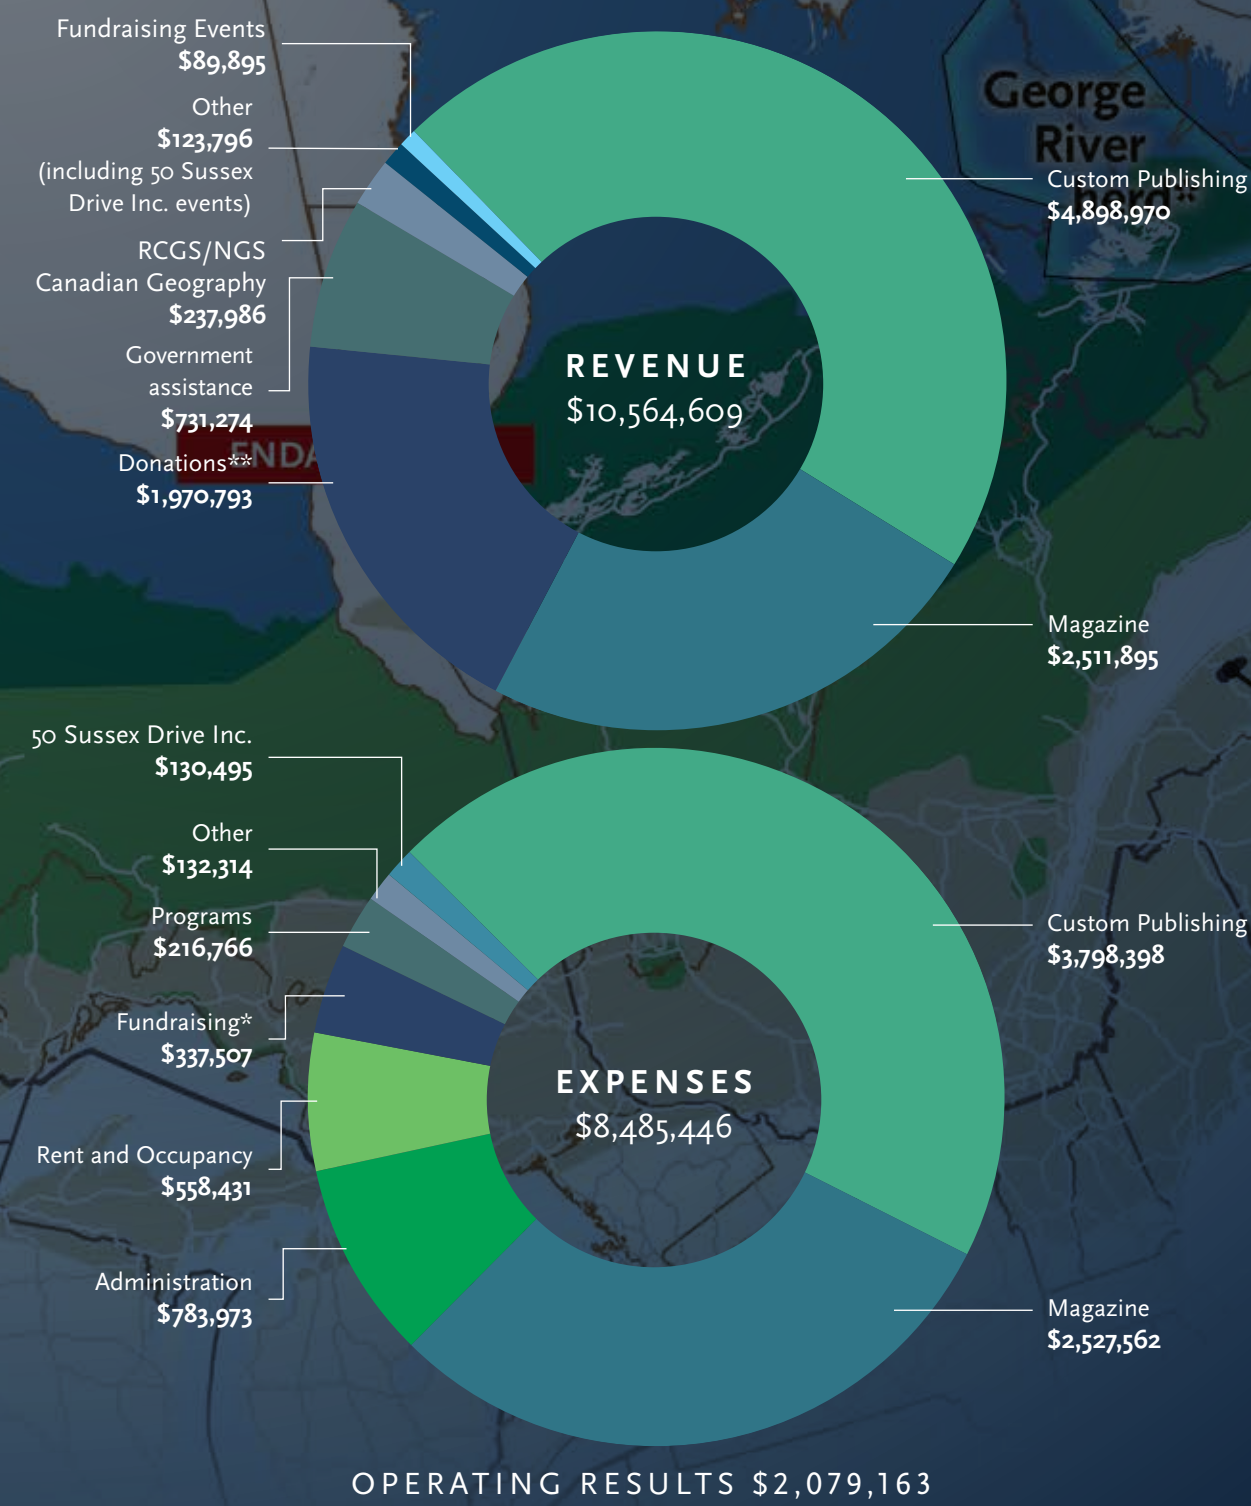 Fundraising Events
$89,895
Other
$123,796
(including 50 Sussex
Drive Inc. events)
RCGS/NGS
Canadian Geography
$237,986
Government
assistance
$731,274
Donations**
$1,970,793
REVENUE
$10,564,609
George
River
herd*
Custom Publishing
$4,898,970
Magazine
$2,511,895
50 Sussex Drive Inc.
$130,495
Other
$132,314
Programs
$216,766
Fundraising*
$337,507
Rent and Occupancy
$558,431
Administration
$783,973
EXPENSES
$8,485,446
Custom Publishing
$3,798,398
Magazine
$2,527,562
OPERATING RESULTS $2,079,163